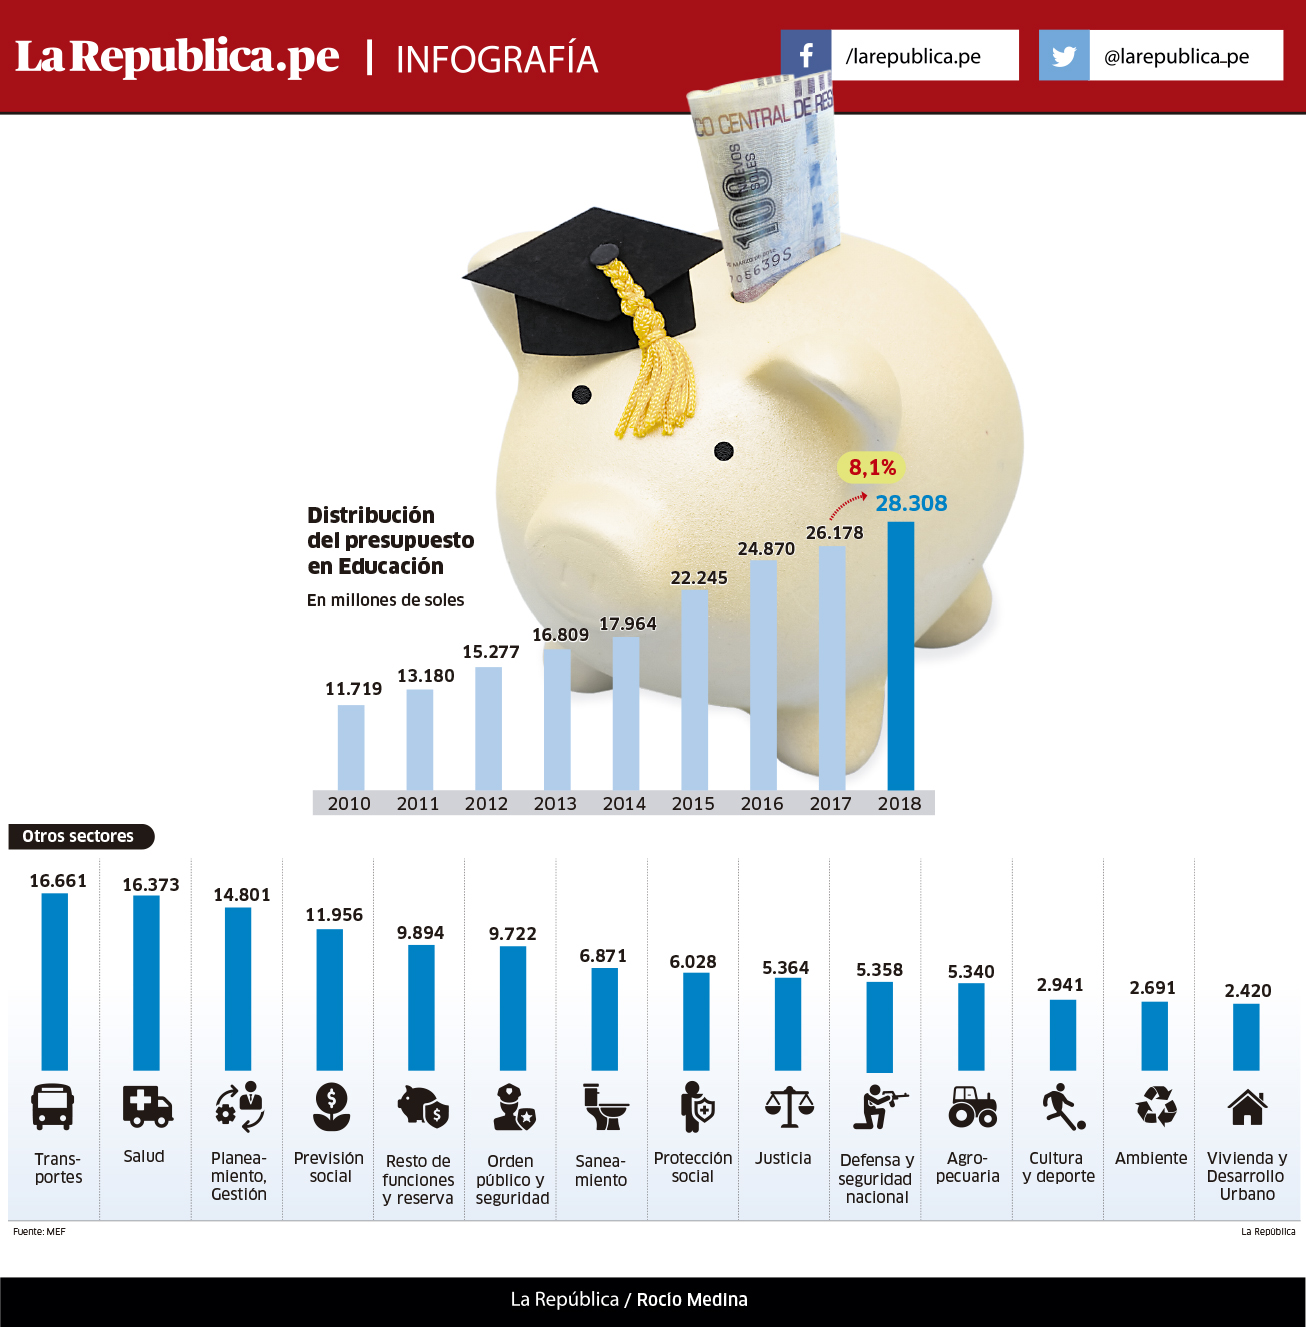 LaRepublica.pe | INFOGRAFÍA
/larepublica.pe
@larepublica_pe
CO CENTRAL DE RES
100
NUEVOS
SOLES
Distribución
del presupuesto
en Educación
En millones de soles
8,1%
11.719
13.180
15.277
16.809
17.964
22.245
24.870
26.178
28.308
2010
2011
2012
2013
2014
2015
2016
2017
2018
Otros sectores
16.661
16.373
14.801
11.956
9.894
9.722
6.871
6.028
5.364
5.358
5.340
2.941
2.691
2.420
Trans-
portes
Salud
Planea-
miento,
Gestión
Previsión
social
Resto de
funciones
y reserva
Orden
público y
seguridad
Sanea-
miento
Protección
social
Justicia
Defensa y
seguridad
nacional
Agro-
pecuaria
Cultura
y deporte
Ambiente
Vivienda y
Desarrollo
Urbano
Fuente: MEF
La República
La República / Rocío Medina